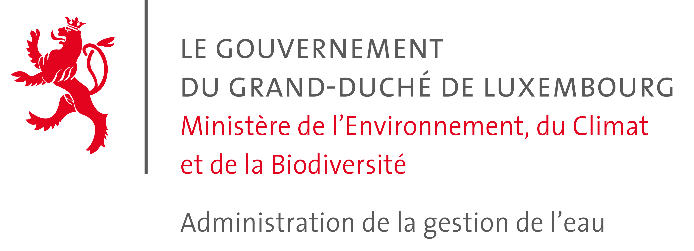 LE GOUVERNEMENT
DU GRAND-DUCHÉ DE LUXEMBOURG
Ministère de l’Environnement, du Climat
et de la Biodiversité
Administration de la gestion de l’eau